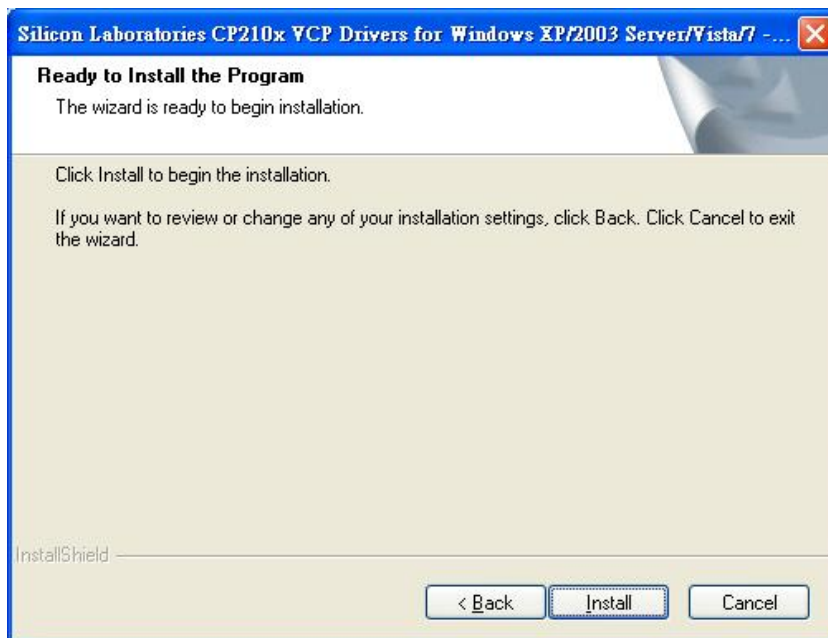 Silicon Laboratories CP210x VCP Drivers for Windows XP/2003 Server/Vista/7 -...
Ready to Install the Program
The wizard is ready to begin installation.
Click Install to begin the installation.
If you want to review or change any of your installation settings, click Back. Click Cancel to exit
the wizard.
InstallShield
< Back
Install
Cancel